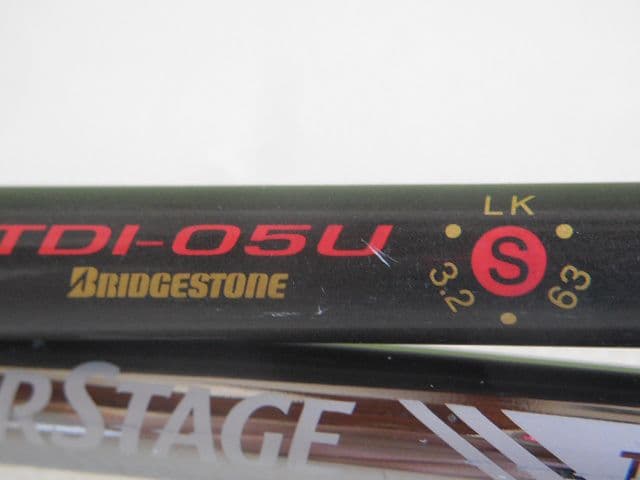 TDI-05U
BRIDGESTONE
LK
S
3.2
63
RSTAGE
T